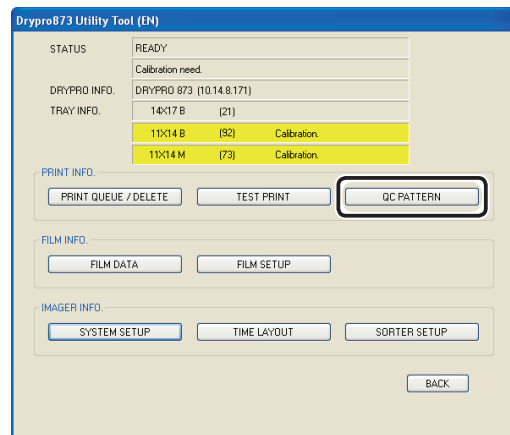 Drypro873 Utility Tool (EN)
STATUS READY
Calibration need.
DRYPRO INFO. DRYPRO 873 (10.14.8.171)
TRAY INFO. 14X17 B (21)
11X14 B (92) Calibration.
11X14 M (73) Calibration.
PRINT INFO.
PRINT QUEUE / DELETE TEST PRINT QC PATTERN
FILM INFO.
FILM DATA FILM SETUP
IMAGER INFO.
SYSTEM SETUP TIME LAYOUT SORTER SETUP
BACK